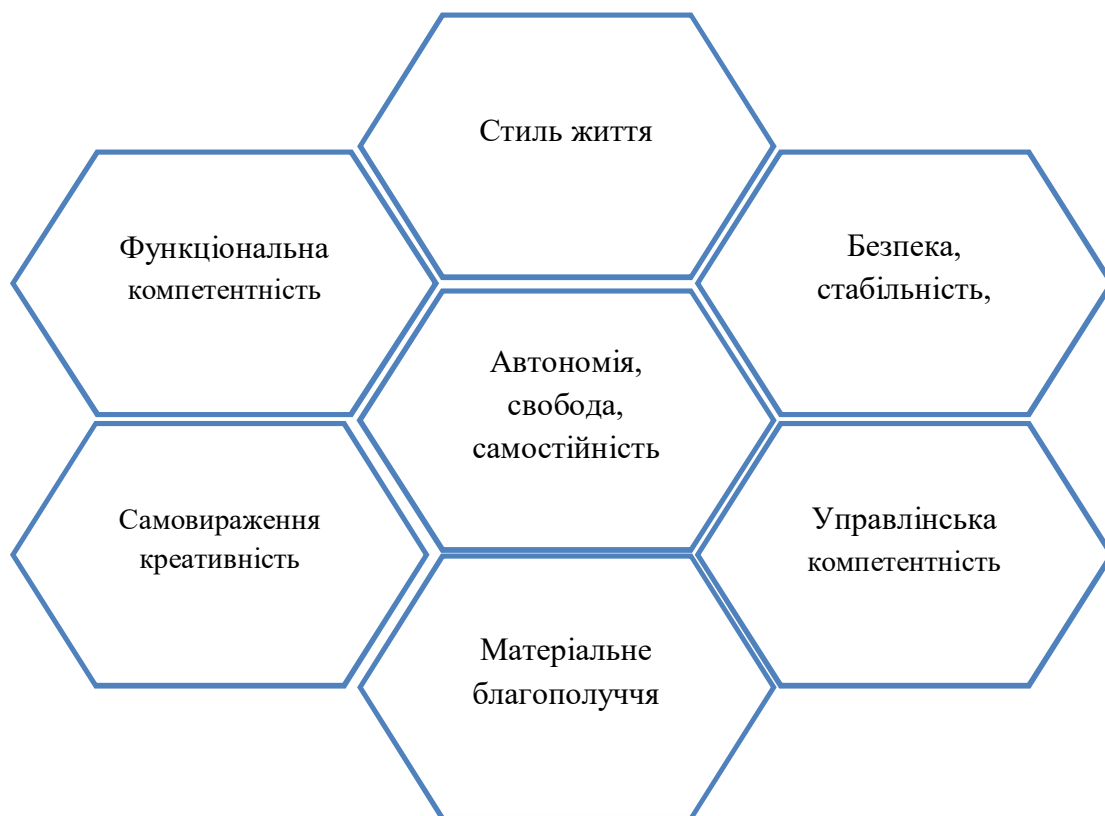 Стиль життя
Функціональна
компетентність
Безпека,
стабільність,
Автономія,
свобода,
самостійність
Самовираження
креативність
Управлінська
компетентність
Матеріальне
благополуччя